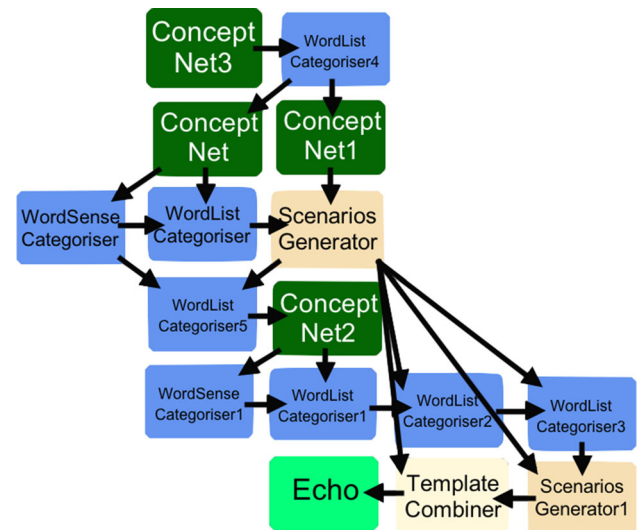 Concept
Net3
WordList
Categoriser4
Concept
Net
Concept
Net1
WordSense
Categoriser
WordList
Categoriser
Scenarios
Generator
WordList
Categoriser5
Concept
Net2
WordSense
Categoriser1
WordList
Categoriser1
WordList
Categoriser2
WordList
Categoriser3
Echo
Template
Combiner
Scenarios
Generator1